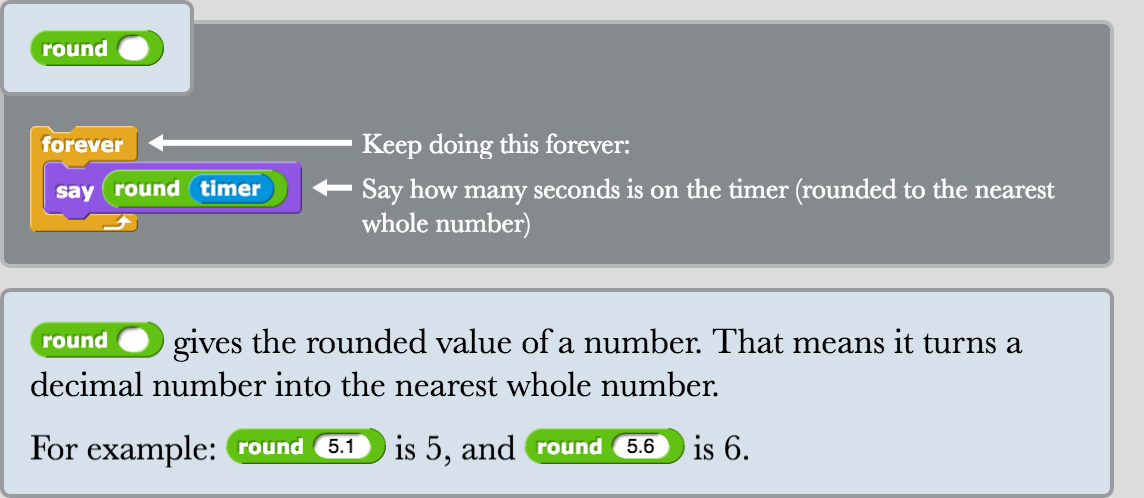 round
forever
Keep doing this forever:
say round timer
Say how many seconds is on the timer (rounded to the nearest
whole number)
round gives the rounded value of a number. That means it turns a
decimal number into the nearest whole number.
For example: round 5.1 is 5, and round 5.6 is 6.